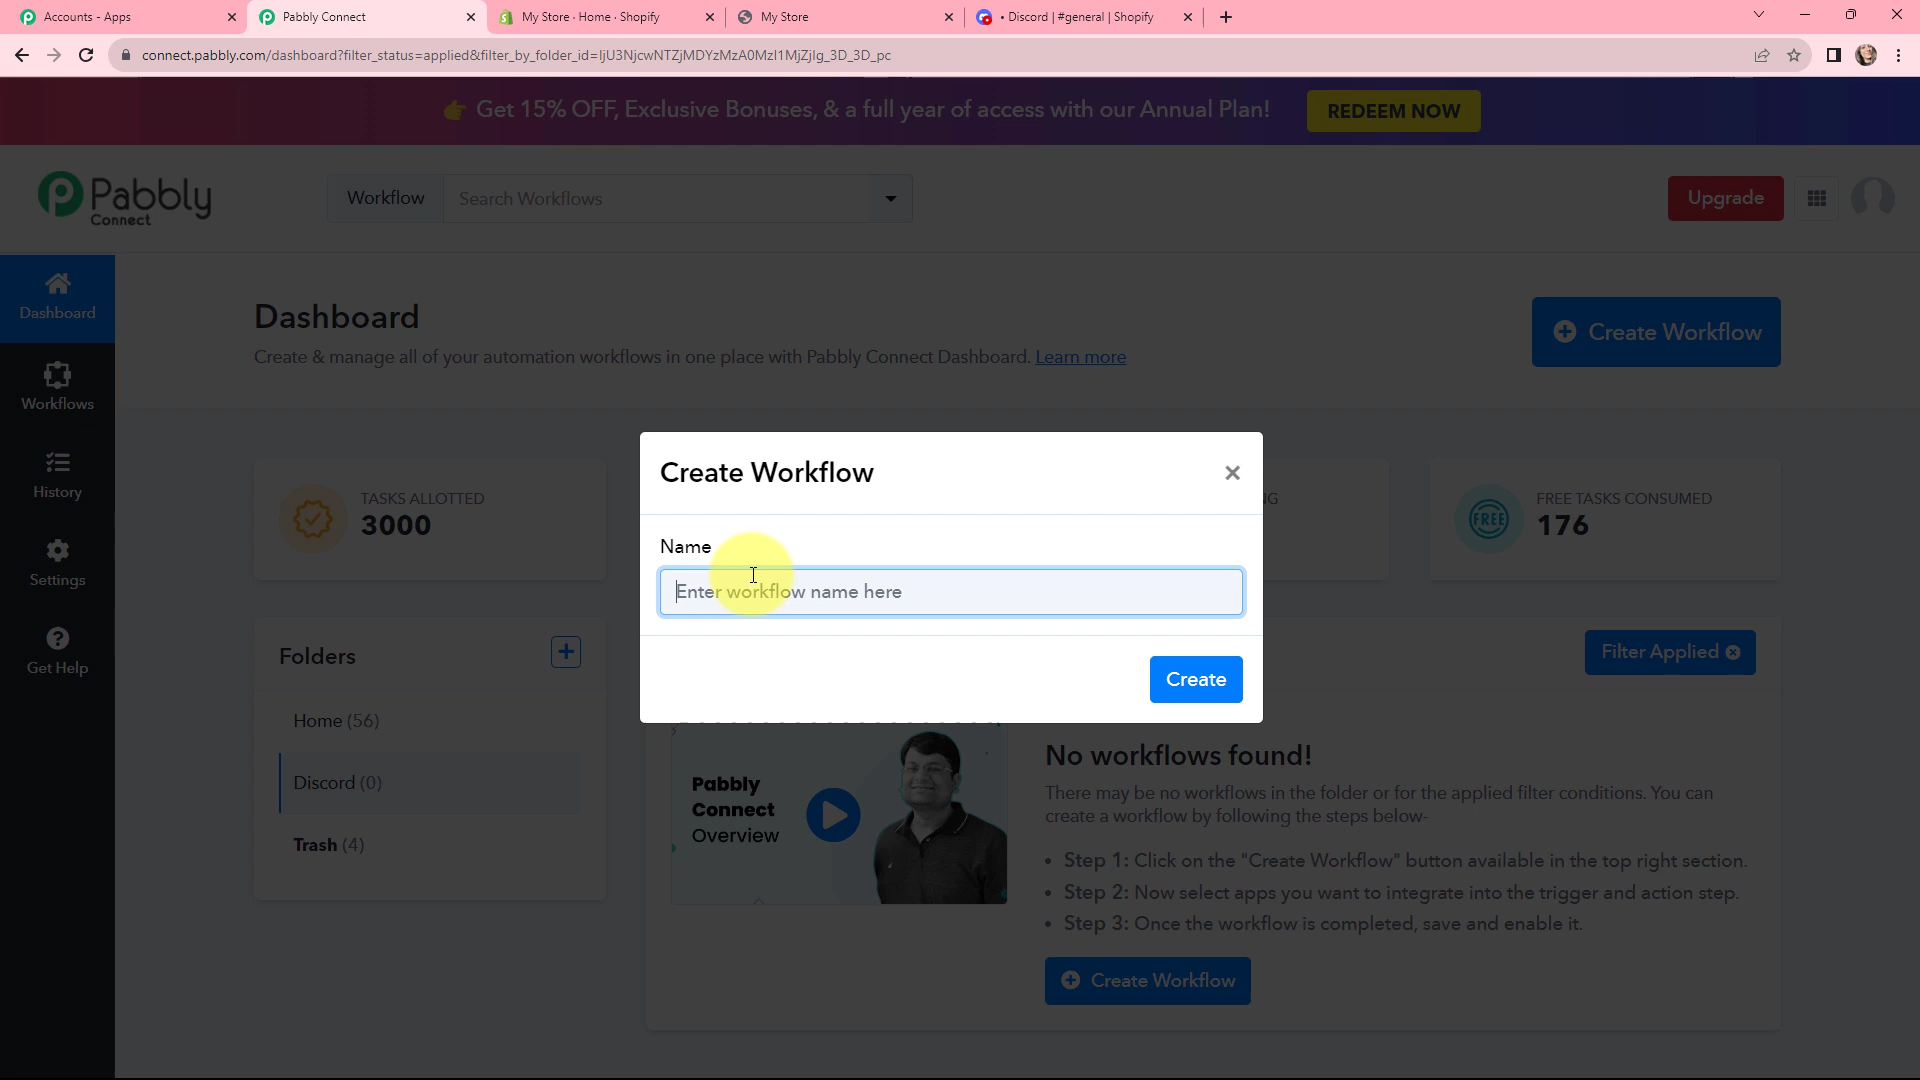 Accounts - Apps
Pabbly Connect
My Store · Home · Shopify
My Store
• Discord | #general | Shopify
connect.pabbly.com/dashboard?filter_status=applied&filter_by_folder_id=IjU3NjcwNTZjMDYzMzA0MzI1MjZjIg_3D_3D_pc
👉 Get 15% OFF, Exclusive Bonuses, & a full year of access with our Annual Plan!
REDEEM NOW
Pabbly
Connect
Workflow
Search Workflows
Upgrade
Dashboard
Workflows
History
Settings
Get Help
Dashboard
Create & manage all of your automation workflows in one place with Pabbly Connect Dashboard. Learn more
Create Workflow
TASKS ALLOTTED
3000
FREE
FREE TASKS CONSUMED
176
Create Workflow
Name
Enter workflow name here
Create
Folders
Home (56)
Discord (0)
Trash (4)
Filter Applied
Pabbly
Connect
Overview
No workflows found!
There may be no workflows in the folder or for the applied filter conditions. You can
create a workflow by following the steps below-
• Step 1: Click on the "Create Workflow" button available in the top right section.
• Step 2: Now select apps you want to integrate into the trigger and action step.
• Step 3: Once the workflow is completed, save and enable it.
Create Workflow